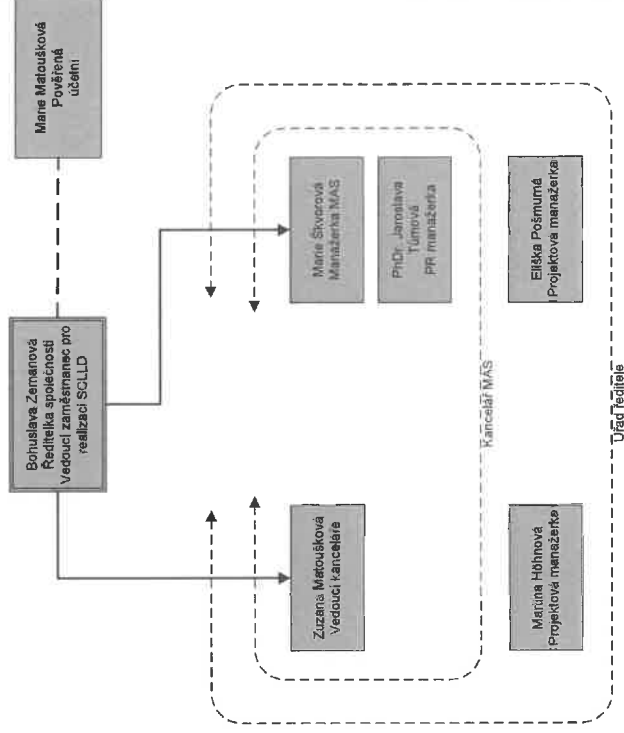 Marie Matoušková
Pověřená
účetní
Bohuslava Zemanová
Ředitelka společnosti
Vedoucí zaměstnanec pro
realizaci SCLLD
Marie Škvorová
Manažerka MAS
PhDr. Jaroslava
Tůmová
PR manažerka
Zuzana Matoušková
Vedoucí kanceláře
Kancelář MAS
Eliška Pošmurná
Projektová manažerka
Martina Höhnová
Projektová manažerka
Úřad ředitele